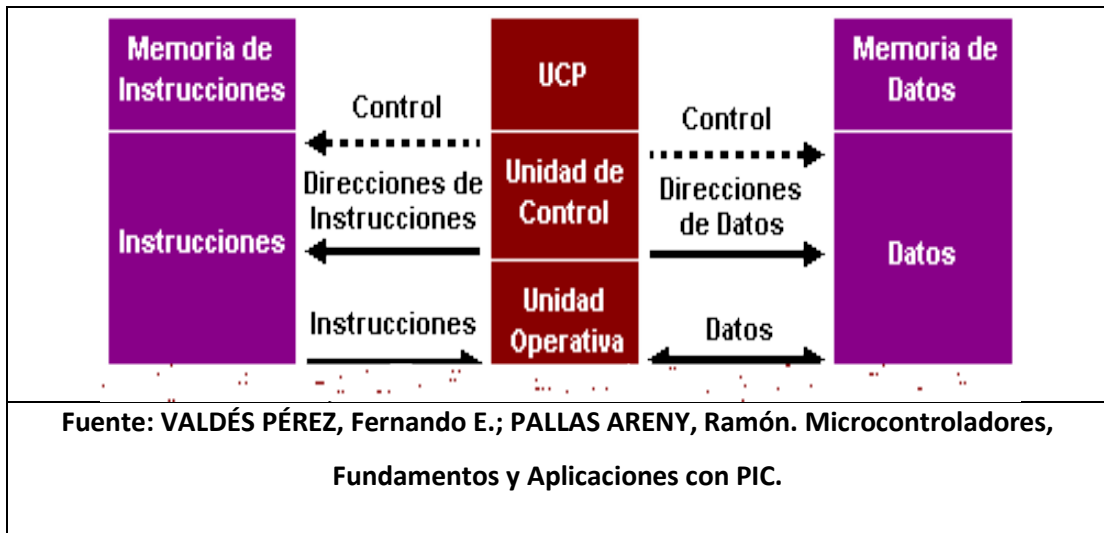 Memoria de
Instrucciones
UCP
Memoria de
Datos
Control
Control
Direcciones de
Instrucciones
Unidad de
Control
Direcciones
de Datos
Instrucciones
Datos
Instrucciones
Unidad
Operativa
Datos
Fuente: VALDÉS PÉREZ, Fernando E.; PALLAS ARENY, Ramón. Microcontroladores,
Fundamentos y Aplicaciones con PIC.